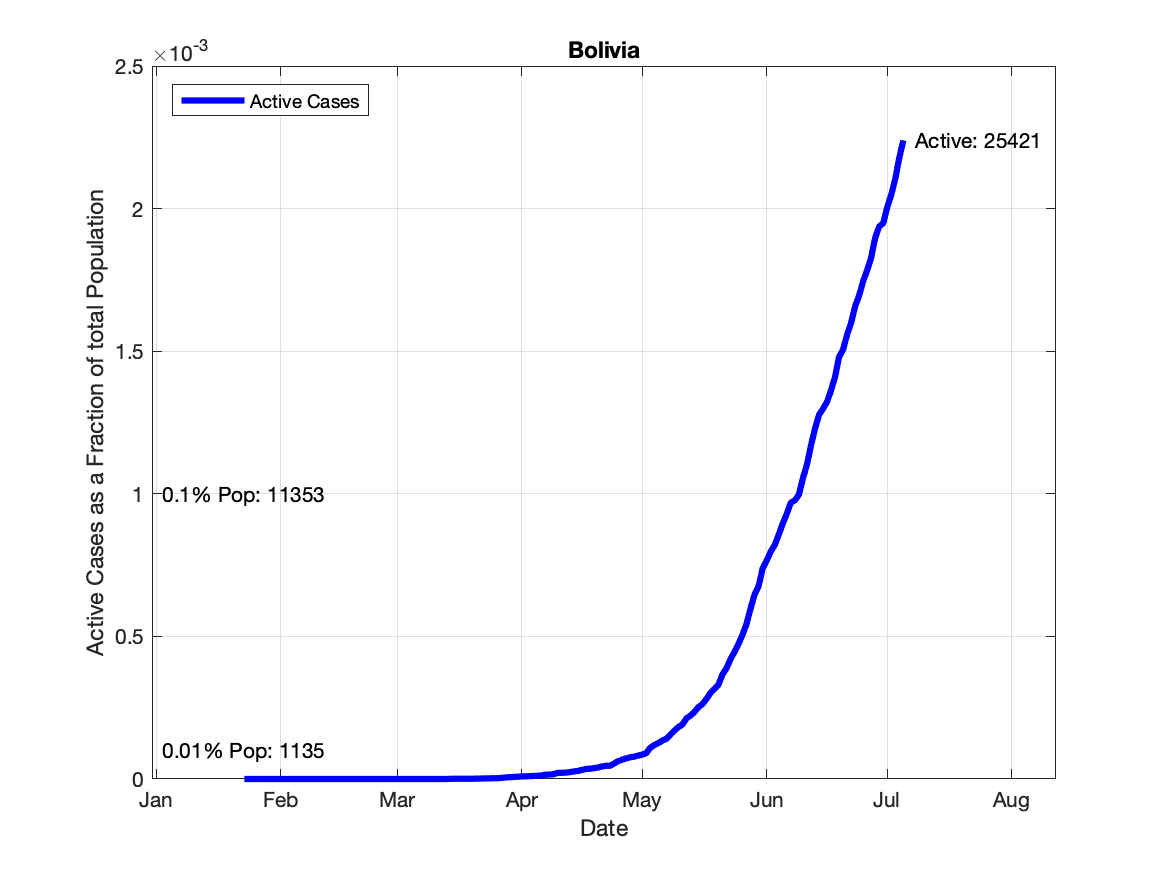 Bolivia
×10-3
2.5
2
1.5
1
0.5
0
Active Cases as a Fraction of total Population
Active Cases
Active: 25421
0.1% Pop: 11353
0.01% Pop: 1135
Jan Feb Mar Apr May Jun Jul Aug
Date